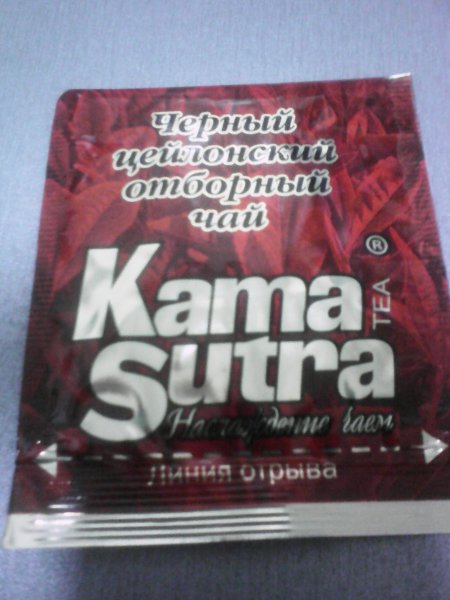 Черный
цейлонский
отборный
чай
Kama
Sutra
TEA ®
Наслаждение чаем
Линия отрыва